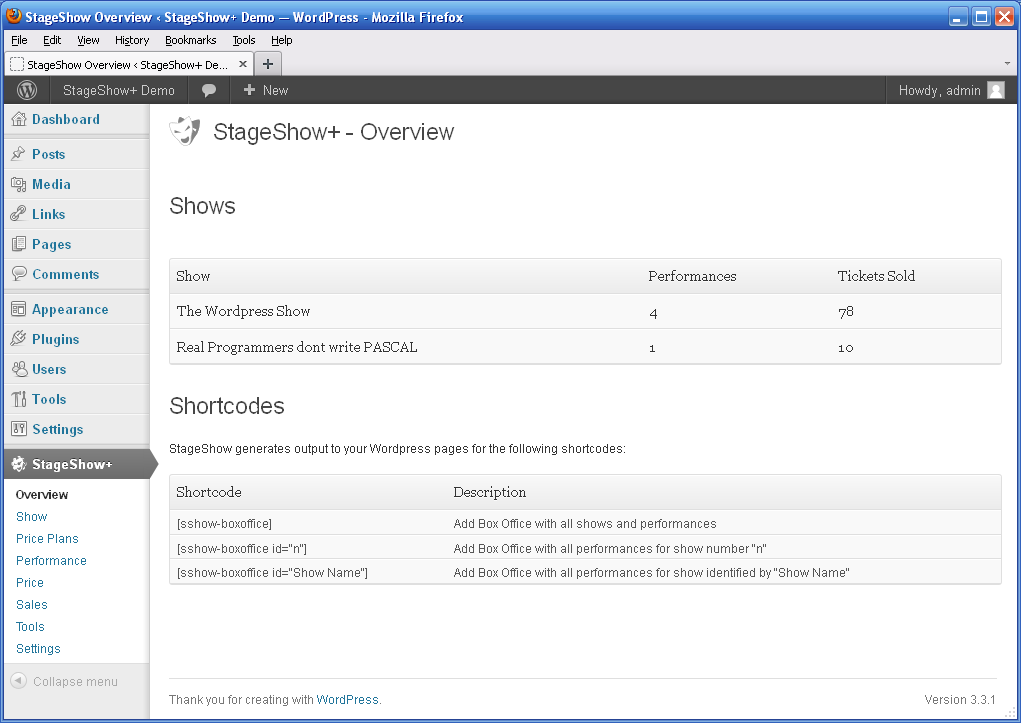 StageShow Overview ‹ StageShow+ Demo — WordPress - Mozilla Firefox
File Edit View History Bookmarks Tools Help
StageShow Overview ‹ StageShow+ De...
StageShow+ Demo New Howdy, admin
Dashboard
Posts
Media
Links
Pages
Comments
Appearance
Plugins
Users
Tools
Settings
StageShow+
Overview
Show
Price Plans
Performance
Price
Sales
Tools
Settings
Collapse menu
StageShow+ - Overview
Shows
Show Performances Tickets Sold
The Wordpress Show 4 78
Real Programmers dont write PASCAL 1 10
Shortcodes
StageShow generates output to your Wordpress pages for the following shortcodes:
Shortcode Description
[sshow-boxoffice] Add Box Office with all shows and performances
[sshow-boxoffice id="n"] Add Box Office with all performances for show number "n"
[sshow-boxoffice id="Show Name"] Add Box Office with all performances for show identified by "Show Name"
Thank you for creating with WordPress. Version 3.3.1